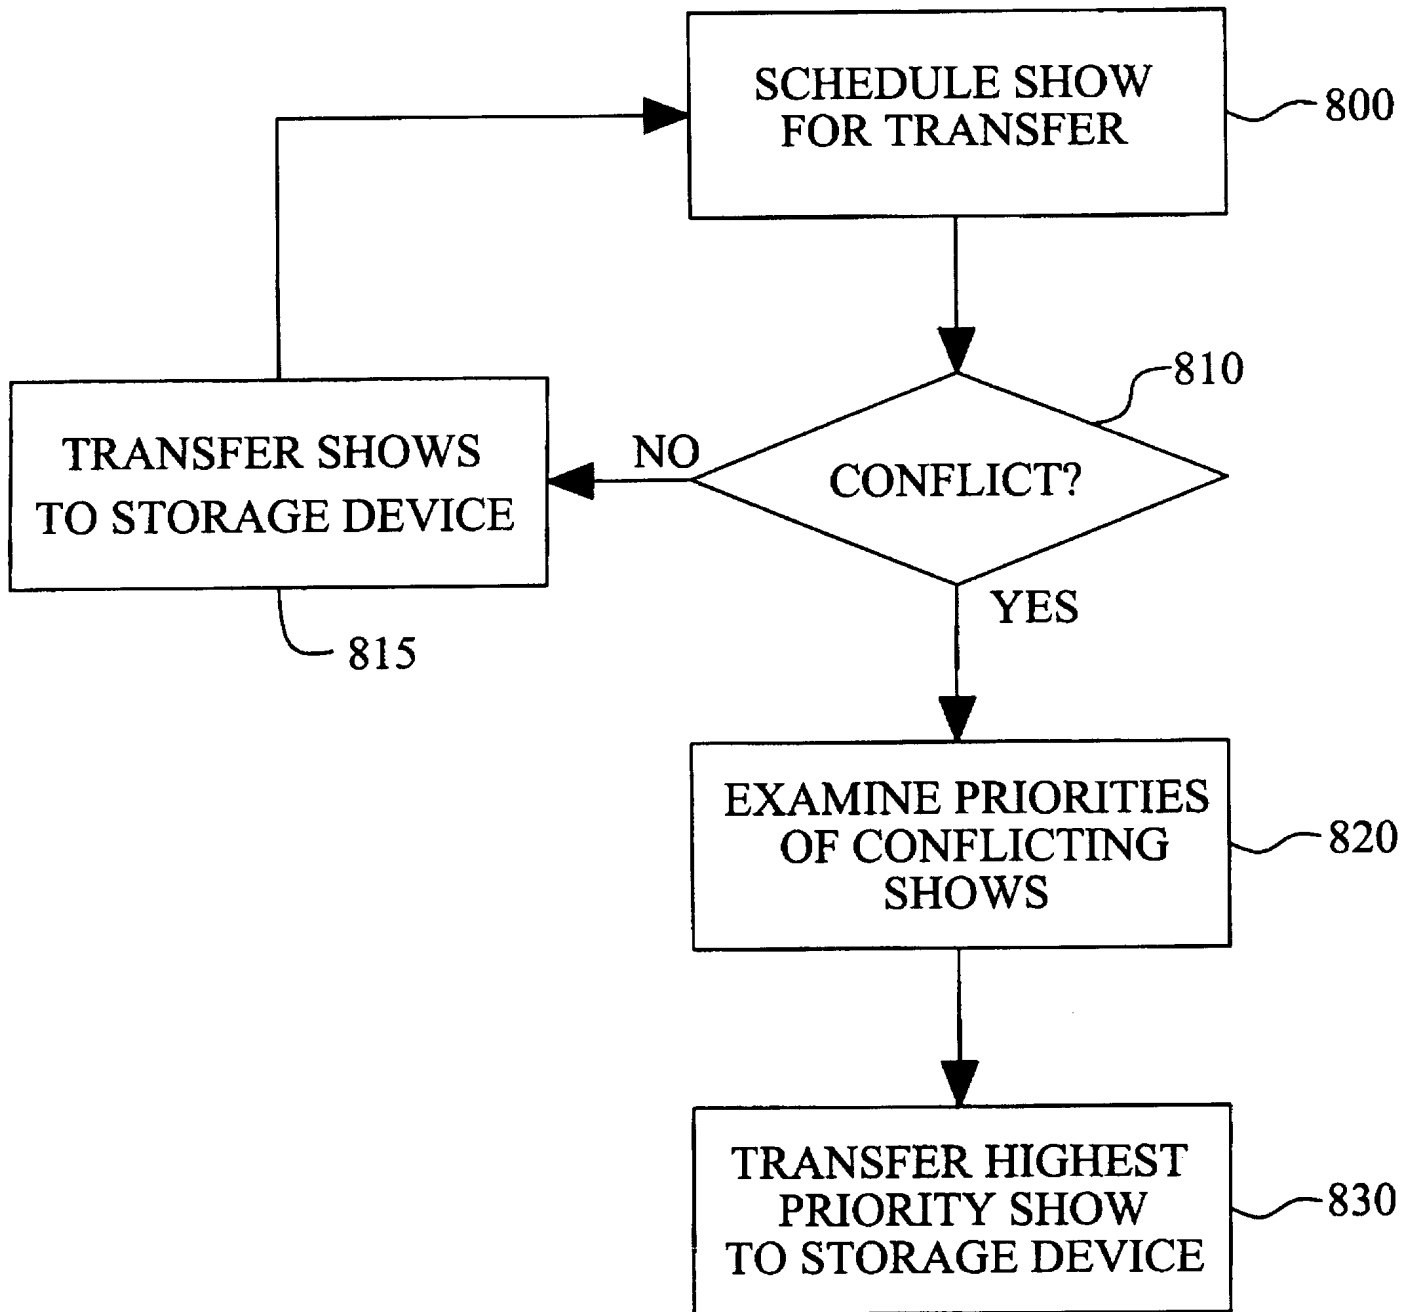 SCHEDULE SHOW
FOR TRANSFER
800
810
CONFLICT?
NO
YES
TRANSFER SHOWS
TO STORAGE DEVICE
815
EXAMINE PRIORITIES
OF CONFLICTING
SHOWS
820
TRANSFER HIGHEST
PRIORITY SHOW
TO STORAGE DEVICE
830